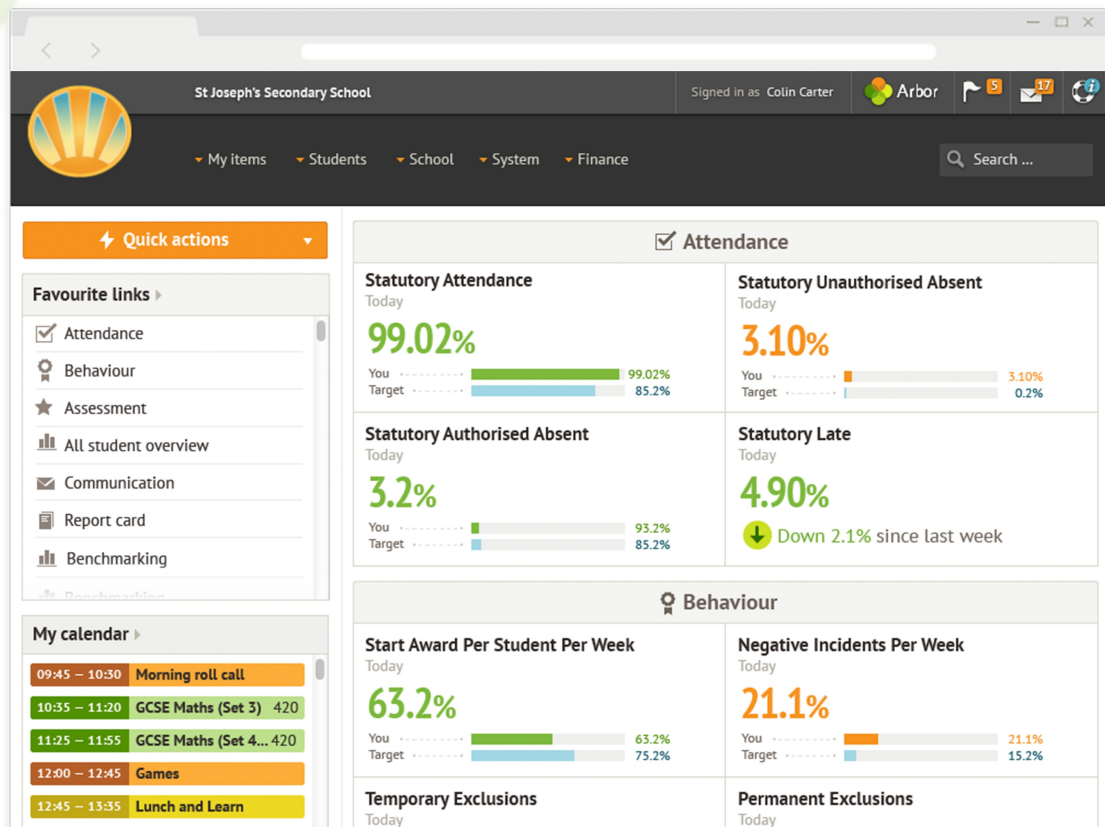 St Joseph's Secondary School
Signed in as Colin Carter
Arbor
5
17
i
My items
Students
School
System
Finance
Search ...
Quick actions
Favourite links
Attendance
Behaviour
Assessment
All student overview
Communication
Report card
Benchmarking
Benchmarking
My calendar
09:45 – 10:30 Morning roll call
10:35 – 11:20 GCSE Maths (Set 3) 420
11:25 – 11:55 GCSE Maths (Set 4... 420
12:00 – 12:45 Games
12:45 – 13:35 Lunch and Learn
Attendance
Statutory Attendance
Today
99.02%
You 99.02%
Target 85.2%
Statutory Unauthorised Absent
Today
3.10%
You 3.10%
Target 0.2%
Statutory Authorised Absent
Today
3.2%
You 93.2%
Target 85.2%
Statutory Late
Today
4.90%
Down 2.1% since last week
Behaviour
Start Award Per Student Per Week
Today
63.2%
You 63.2%
Target 75.2%
Negative Incidents Per Week
Today
21.1%
You 21.1%
Target 15.2%
Temporary Exclusions
Today
Permanent Exclusions
Today